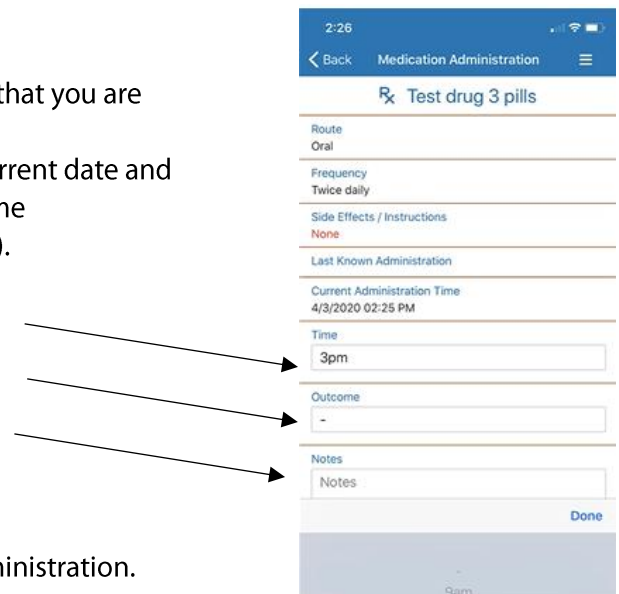 that you are
rrent date and
ne
).
ninistration.
2:26
Back Medication Administration
Rx Test drug 3 pills
Route
Oral
Frequency
Twice daily
Side Effects / Instructions
None
Last Known Administration
Current Administration Time
4/3/2020 02:25 PM
Time
3pm
Outcome
-
Notes
Notes
Done
-
9am